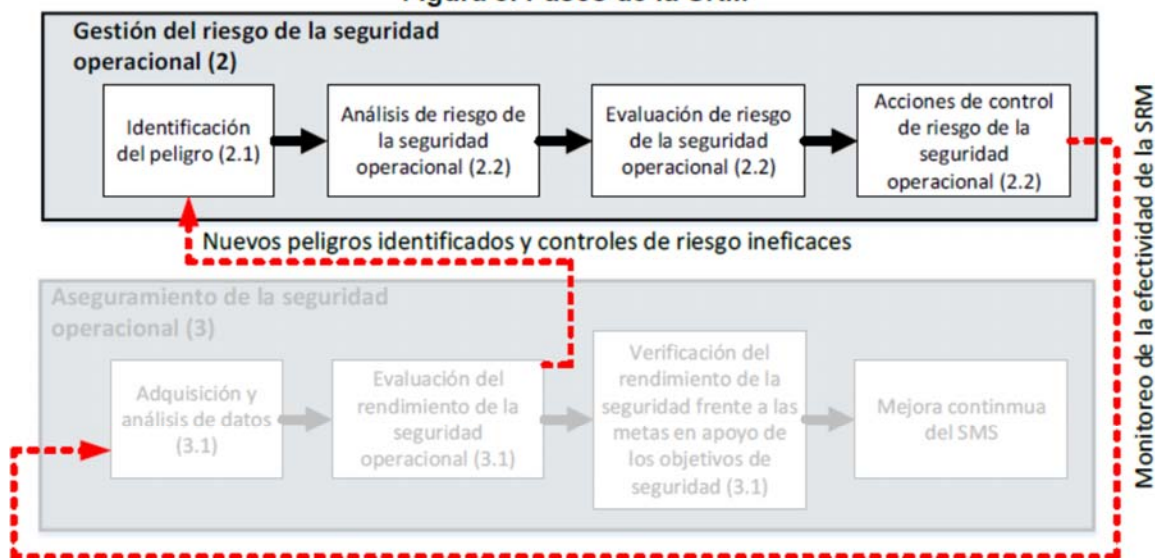 Gestión del riesgo de la seguridad
operacional (2)
Identificación
del peligro (2.1)
Análisis de riesgo de
la seguridad
operacional (2.2)
Evaluación de riesgo
de la seguridad
operacional (2.2)
Acciones de control
de riesgo de la
seguridad
operacional (2.2)
Monitoreo de la efectividad de la SRM
Nuevos peligros identificados y controles de riesgo ineficaces
Aseguramiento de la seguridad
operacional (3)
Adquisición y
análisis de datos
(3.1)
Evaluación del
rendimiento de la
seguridad
operacional (3.1)
Verificación del
rendimiento de la
seguridad frente a las
metas en apoyo de
los objetivos de
seguridad (3.1)
Mejora continmua
del SMS